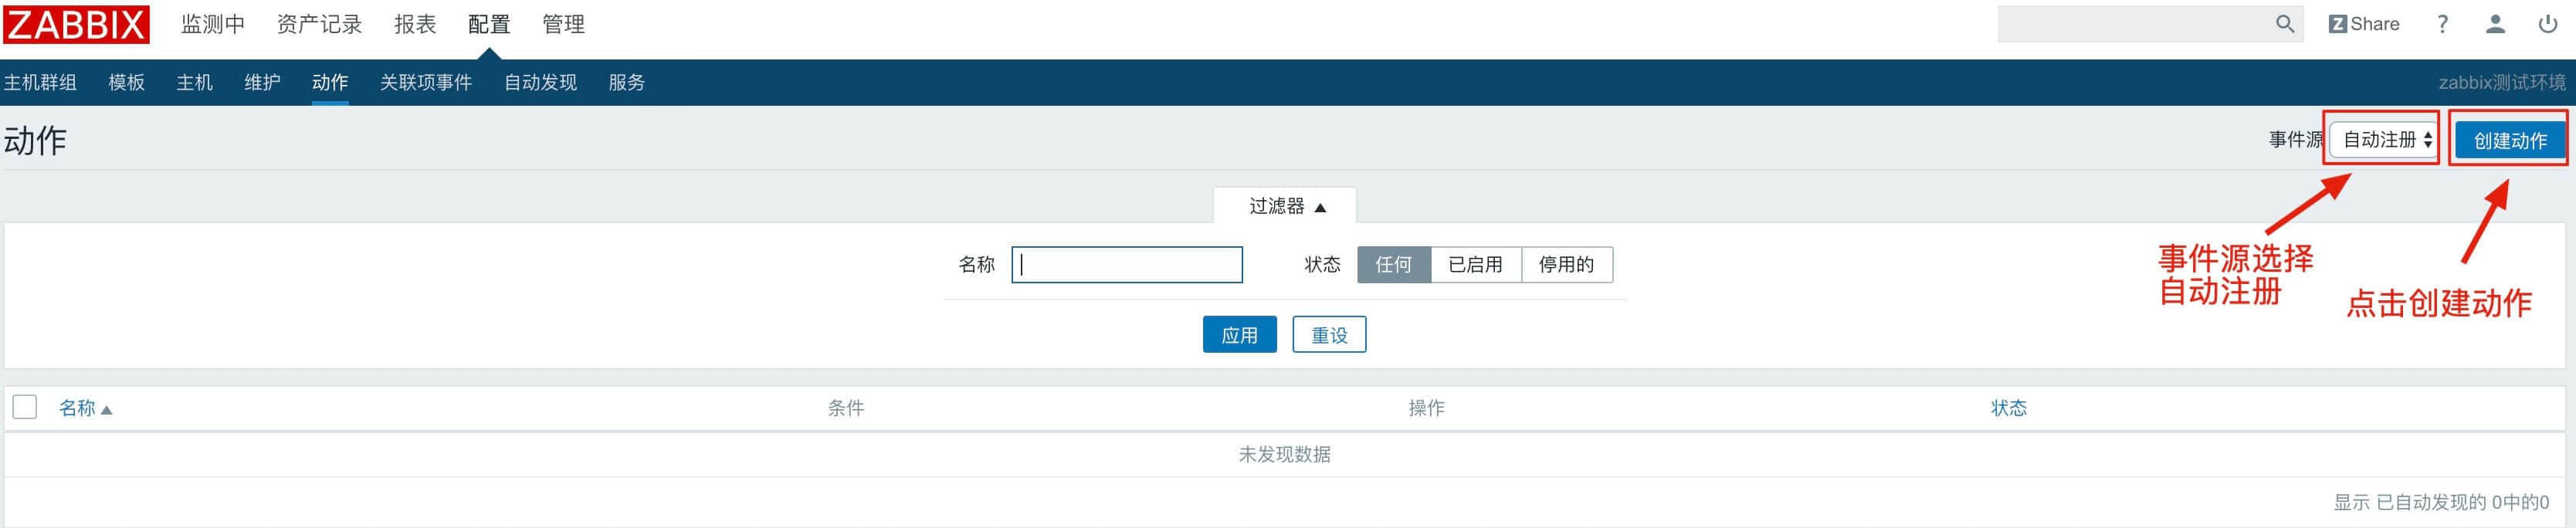 ZABBIX 监测中 资产记录 报表 配置 管理 Z Share ?
主机群组 模板 主机 维护 动作 关联项事件 自动发现 服务 zabbix测试环境
动作 事件源 自动注册 创建动作
过滤器
名称 状态 任何 已启用 停用的
事件源选择
自动注册
点击创建动作
应用 重设
名称 条件 操作 状态
未发现数据
显示 已自动发现的 0中的0